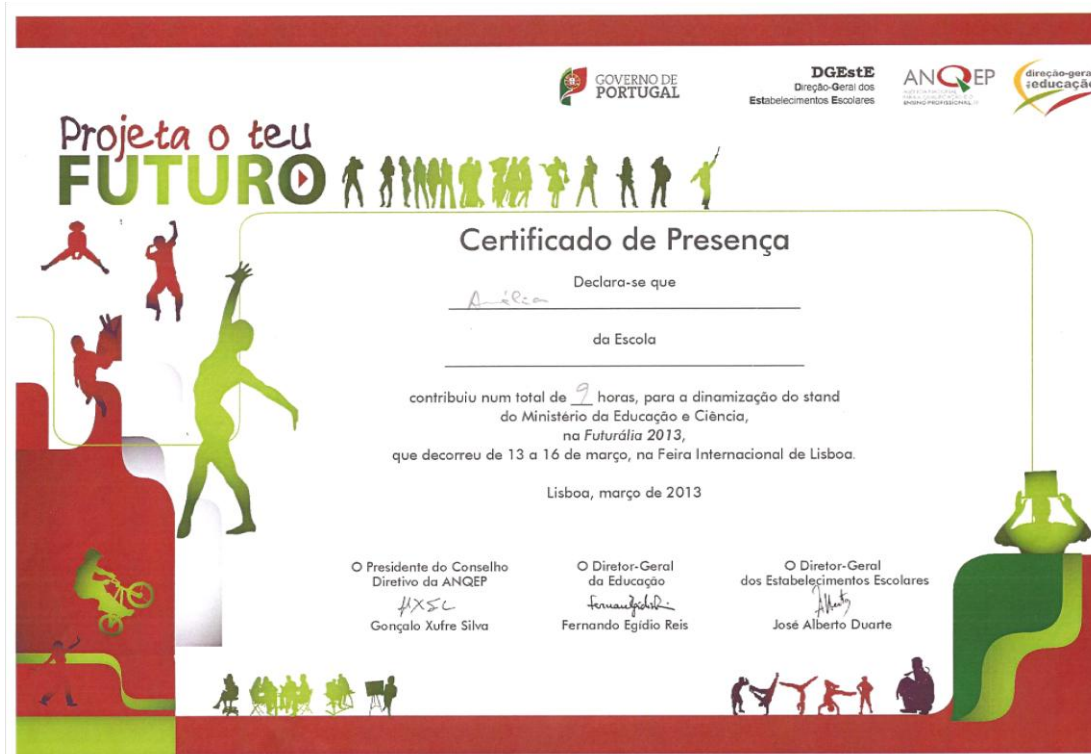 GOVERNO DE
PORTUGAL
DGEstE
Direção-Geral dos
Estabelecimentos Escolares
ANQEP
ENSINO PROFISSIONAL
direção-geral
educação
Projeta o teu
FUTURO
Certificado de Presença
Declara-se que
Amélia
da Escola
contribuiu num total de 9 horas, para a dinamização do stand
do Ministério da Educação e Ciência,
na Futurália 2013,
que decorreu de 13 a 16 de março, na Feira Internacional de Lisboa.
Lisboa, março de 2013
O Presidente do Conselho
Diretivo da ANQEP
Gonçalo Xufre Silva
O Diretor-Geral
da Educação
Fernando Egídio Reis
O Diretor-Geral
dos Estabelecimentos Escolares
José Alberto Duarte